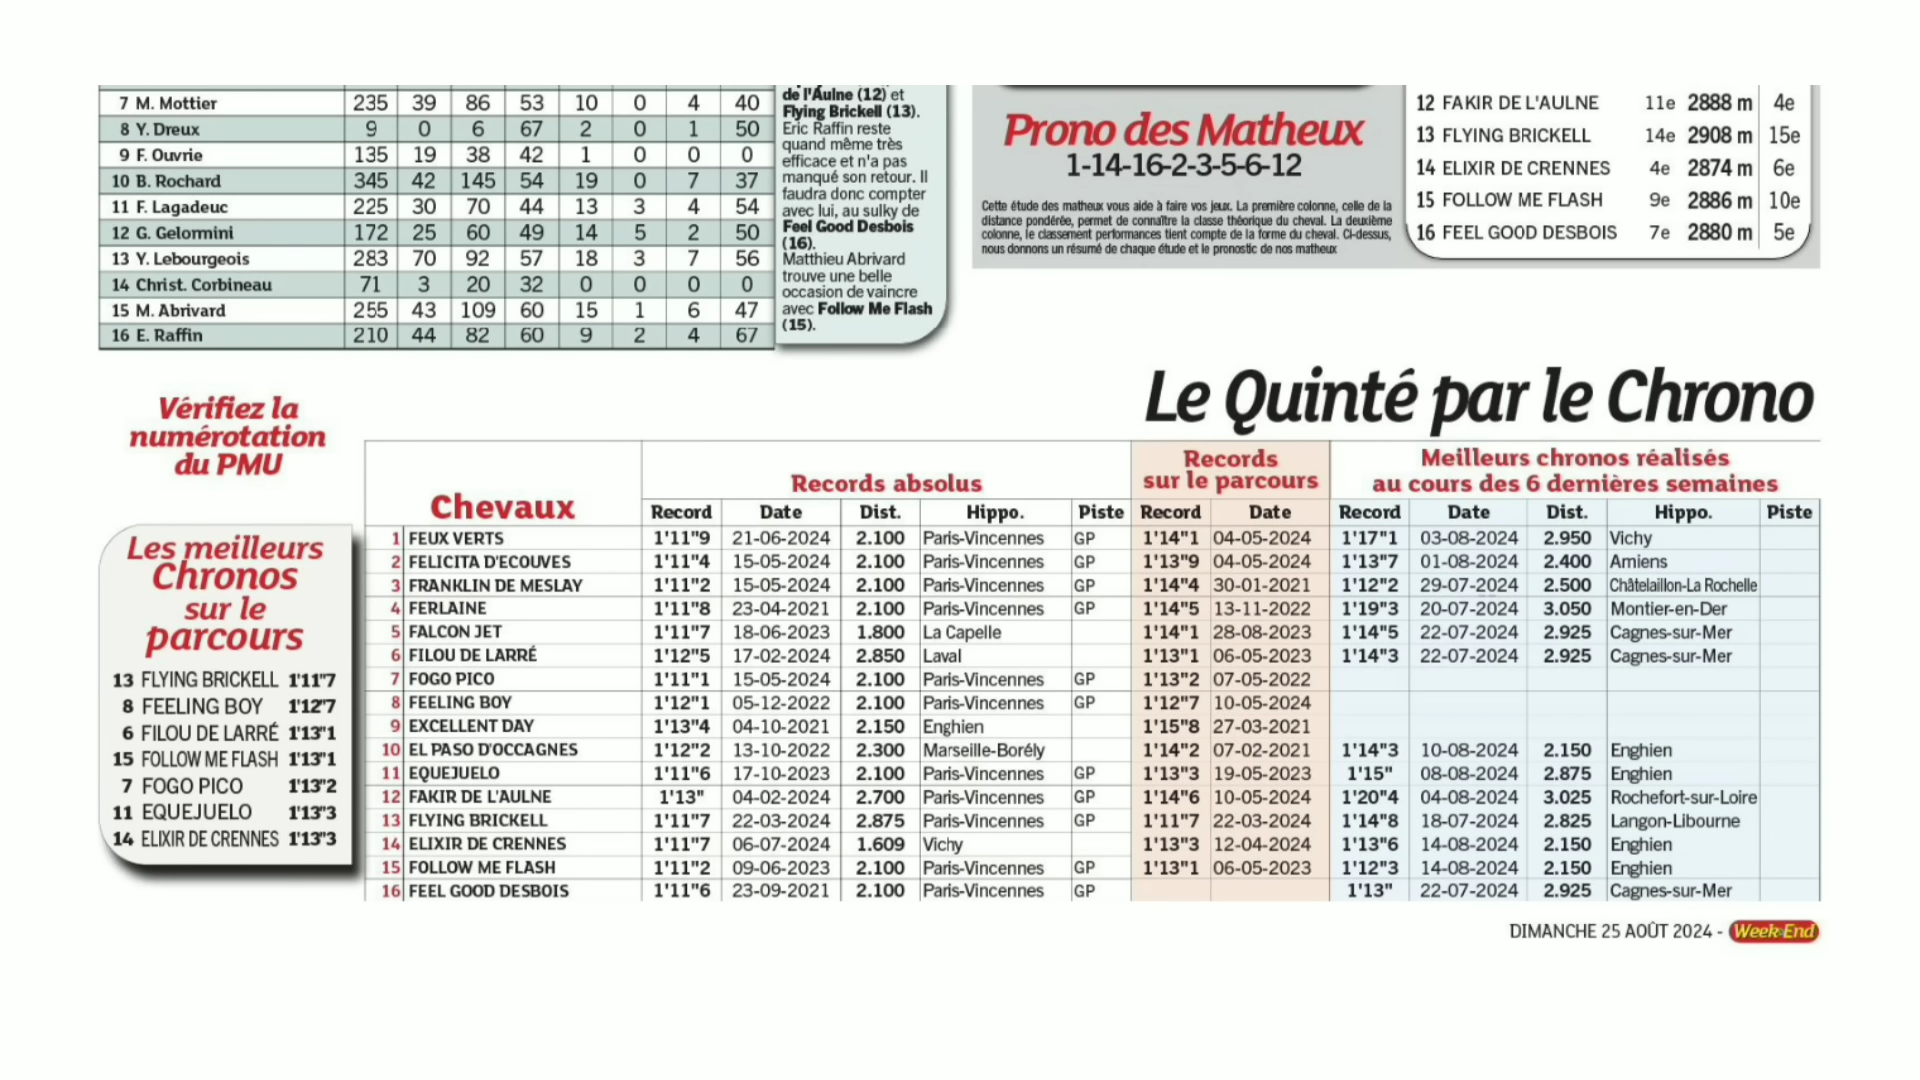 7 M. Mottier 235 39 86 53 10 0 4 40
8 Y. Dreux 9 0 6 67 2 0 1 50
9 F. Ouvrie 135 19 38 42 1 0 0 0
10 B. Rochard 345 42 145 54 19 0 7 37
11 F. Lagadeuc 225 30 70 44 13 3 4 54
12 G. Gelormini 172 25 60 49 14 5 2 50
13 Y. Lebourgeois 283 70 92 57 18 3 7 56
14 Christ. Corbineau 71 3 20 32 0 0 0 0
15 M. Abrivard 255 43 109 60 15 1 6 47
16 E. Raffin 210 44 82 60 9 2 4 67
de l'Aulne (12) et
Flying Brickell (13).
Eric Raffin reste
quand même très
efficace et n'a pas
manqué son retour. Il
faudra donc compter
avec lui, au sulky de
Feel Good Desbois
(16).
Matthieu Abrivard
trouve une belle
occasion de vaincre
avec Follow Me Flash
(15).
Prono des Matheux
1-14-16-2-3-5-6-12
Cette étude des matheux vous aide à faire vos jeux. La première colonne, celle de la
distance pondérée, permet de connaître la classe théorique du cheval. La deuxième
colonne, le classement performances tient compte de la forme du cheval. Ci-dessus,
nous donnons un résumé de chaque étude et le pronostic de nos matheux
12 FAKIR DE L'AULNE 11e 2888 m 4e
13 FLYING BRICKELL 14e 2908 m 15e
14 ELIXIR DE CRENNES 4e 2874 m 6e
15 FOLLOW ME FLASH 9e 2886 m 10e
16 FEEL GOOD DESBOIS 7e 2880 m 5e
Le Quinté par le Chrono
Vérifiez la
numérotation
du PMU
Les meilleurs
Chronos
sur le
parcours
13 FLYING BRICKELL 1'11"7
8 FEELING BOY 1'12"7
6 FILOU DE LARRÉ 1'13"1
15 FOLLOW ME FLASH 1'13"1
7 FOGO PICO 1'13"2
11 EQUEJUELO 1'13"3
14 ELIXIR DE CRENNES 1'13"3
Chevaux
Records absolus
Records
sur le parcours
Meilleurs chronos réalisés
au cours des 6 dernières semaines
Record Date Dist. Hippo. Piste Record Date Record Date Dist. Hippo. Piste
1 FEUX VERTS 1'11"9 21-06-2024 2.100 Paris-Vincennes GP 1'14"1 04-05-2024 1'17"1 03-08-2024 2.950 Vichy
2 FELICITA D'ECOUVES 1'11"4 15-05-2024 2.100 Paris-Vincennes GP 1'13"9 04-05-2024 1'13"7 01-08-2024 2.400 Amiens
3 FRANKLIN DE MESLAY 1'11"2 15-05-2024 2.100 Paris-Vincennes GP 1'14"4 30-01-2021 1'12"2 29-07-2024 2.500 Châtelaillon-La Rochelle
4 FERLAINE 1'11"8 23-04-2021 2.100 Paris-Vincennes GP 1'14"5 13-11-2022 1'19"3 20-07-2024 3.050 Montier-en-Der
5 FALCON JET 1'11"7 18-06-2023 1.800 La Capelle 1'14"1 28-08-2023 1'14"5 22-07-2024 2.925 Cagnes-sur-Mer
6 FILOU DE LARRÉ 1'12"5 17-02-2024 2.850 Laval 1'13"1 06-05-2023 1'14"3 22-07-2024 2.925 Cagnes-sur-Mer
7 FOGO PICO 1'11"1 15-05-2024 2.100 Paris-Vincennes GP 1'13"2 07-05-2022
8 FEELING BOY 1'12"1 05-12-2022 2.100 Paris-Vincennes GP 1'12"7 10-05-2024
9 EXCELLENT DAY 1'13"4 04-10-2021 2.150 Enghien 1'15"8 27-03-2021
10 EL PASO D'OCCAGNES 1'12"2 13-10-2022 2.300 Marseille-Borély 1'14"2 07-02-2021 1'14"3 10-08-2024 2.150 Enghien
11 EQUEJUELO 1'11"6 17-10-2023 2.100 Paris-Vincennes GP 1'13"3 19-05-2023 1'15" 08-08-2024 2.875 Enghien
12 FAKIR DE L'AULNE 1'13" 04-02-2024 2.700 Paris-Vincennes GP 1'14"6 10-05-2024 1'20"4 04-08-2024 3.025 Rochefort-sur-Loire
13 FLYING BRICKELL 1'11"7 22-03-2024 2.875 Paris-Vincennes GP 1'11"7 22-03-2024 1'14"8 18-07-2024 2.825 Langon-Libourne
14 ELIXIR DE CRENNES 1'11"7 06-07-2024 1.609 Vichy 1'13"3 12-04-2024 1'13"6 14-08-2024 2.150 Enghien
15 FOLLOW ME FLASH 1'11"2 09-06-2023 2.100 Paris-Vincennes GP 1'13"1 06-05-2023 1'12"3 14-08-2024 2.150 Enghien
16 FEEL GOOD DESBOIS 1'11"6 23-09-2021 2.100 Paris-Vincennes GP 1'13" 22-07-2024 2.925 Cagnes-sur-Mer
DIMANCHE 25 AOÛT 2024 - Week-End